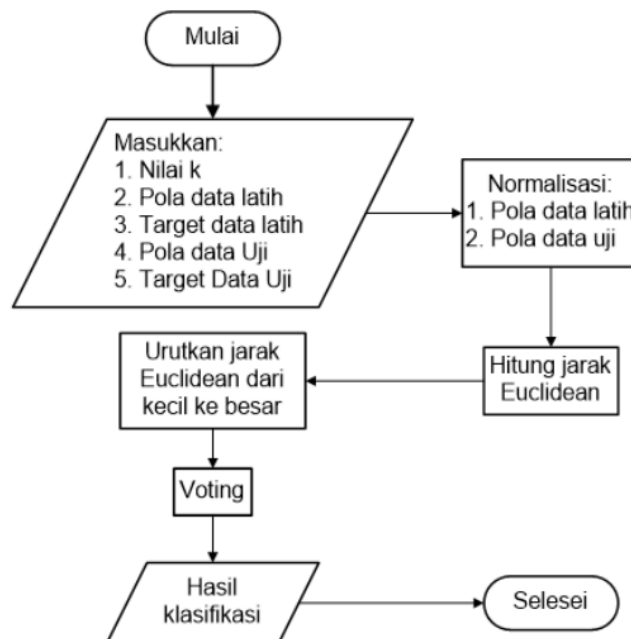 Mulai
Masukkan:
1. Nilai k
2. Pola data latih
3. Target data latih
4. Pola data Uji
5. Target Data Uji
Normalisasi:
1. Pola data latih
2. Pola data uji
Hitung jarak
Euclidean
Urutkan jarak
Euclidean dari
kecil ke besar
Voting
Hasil
klasifikasi
Selesei